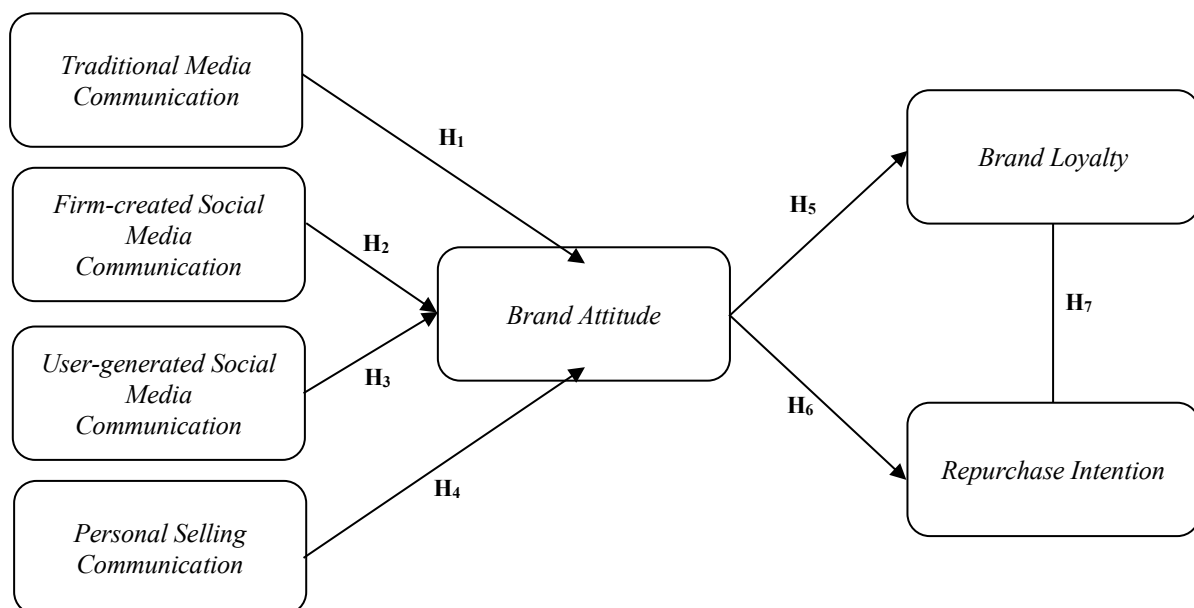 Traditional Media
Communication
H1
Firm-created Social
Media
Communication
H2
User-generated Social
Media
Communication
H3
Personal Selling
Communication
H4
Brand Attitude
H5
H6
Brand Loyalty
H7
Repurchase Intention